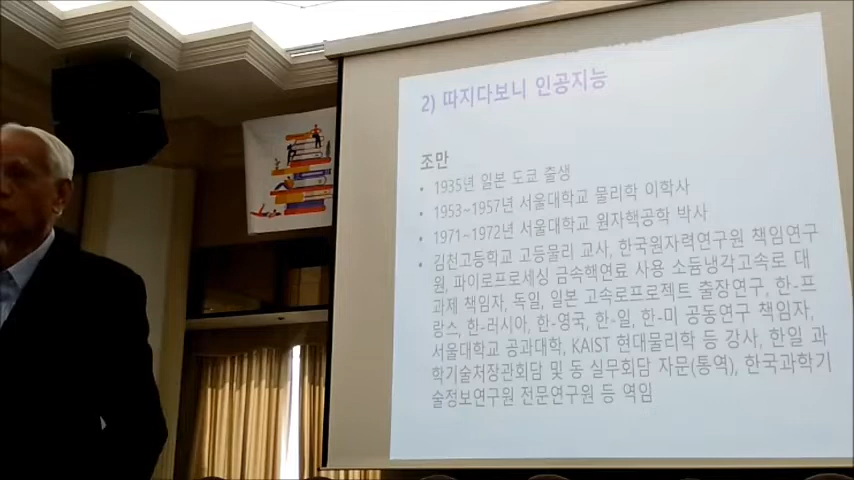 2) 따지다보니 인공지능
조만
• 1935년 일본 도쿄 출생
• 1953~1957년 서울대학교 물리학 이학사
• 1971~1972년 서울대학교 원자핵공학 박사
• 김천고등학교 고등물리 교사, 한국원자력연구원 책임연구
원, 파이로프로세싱 금속핵연료 사용 소듐냉각고속로 대
과제 책임자, 독일, 일본 고속로프로젝트 출장연구, 한-프
랑스, 한-러시아, 한-영국, 한-일, 한-미 공동연구 책임자,
서울대학교 공과대학, KAIST 현대물리학 등 강사, 한일 과
학기술처장관회담 및 동 실무회담 자문(통역), 한국과학기
술정보연구원 전문연구원 등 역임